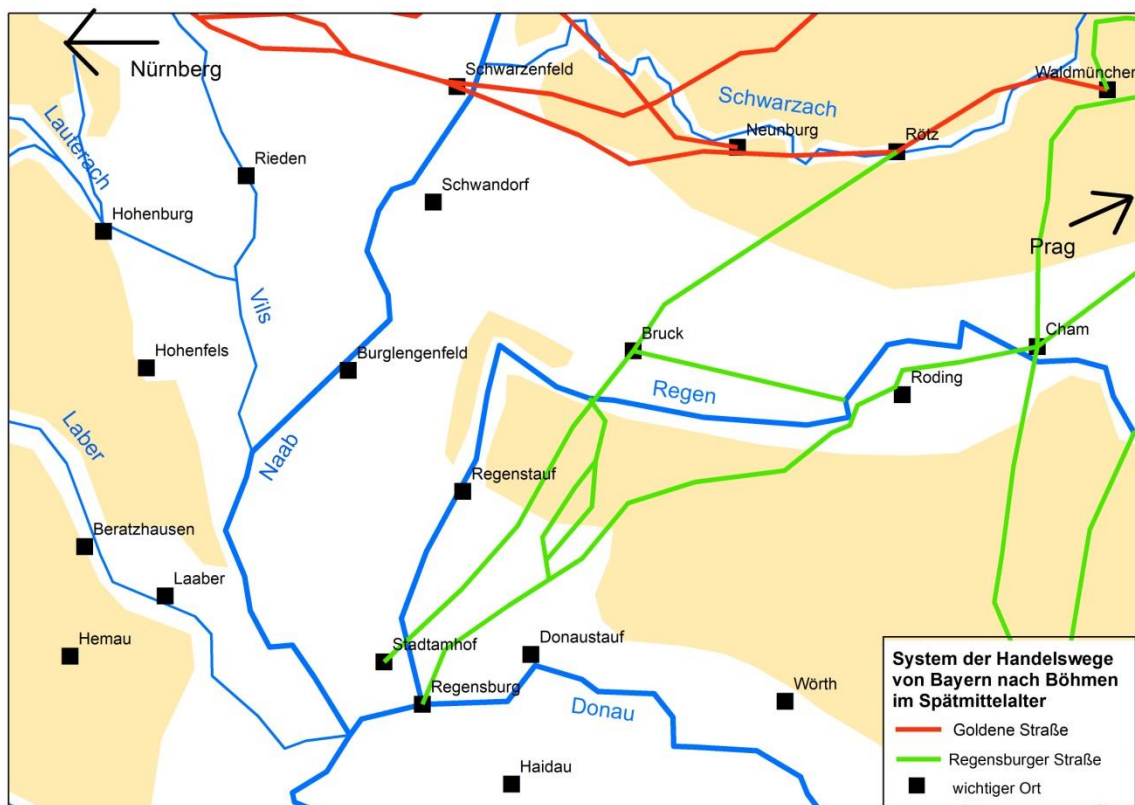 Nürnberg
Schwarzenfeld
Waldmünchen
Schwarzach
Lauterach
Neunburg
Rötz
Rieden
Schwandorf
Hohenburg
Prag
Vils
Bruck
Cham
Hohenfels
Burglengenfeld
Regen
Roding
Laber
Naab
Regenstauf
Beratzhausen
Laaber
Hemau
Stadtamhof
Donaustauf
Regensburg
Donau
Wörth
Haidau
System der Handelswege
von Bayern nach Böhmen
im Spätmittelalter
Goldene Straße
Regensburger Straße
wichtiger Ort